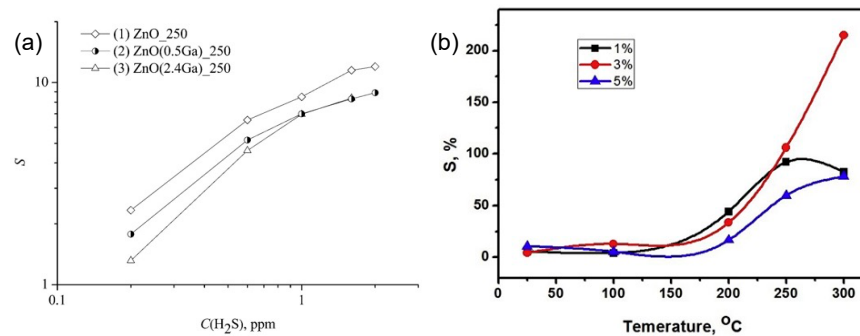 (a)
(1) ZnO_250
(2) ZnO(0.5Ga)_250
(3) ZnO(2.4Ga)_250
10
S
1
0.1
1
C(H₂S), ppm
(b)
1%
3%
5%
200
150
100
50
0
S, %
0
50
100
150
200
250
300
Temerature, ᴼC